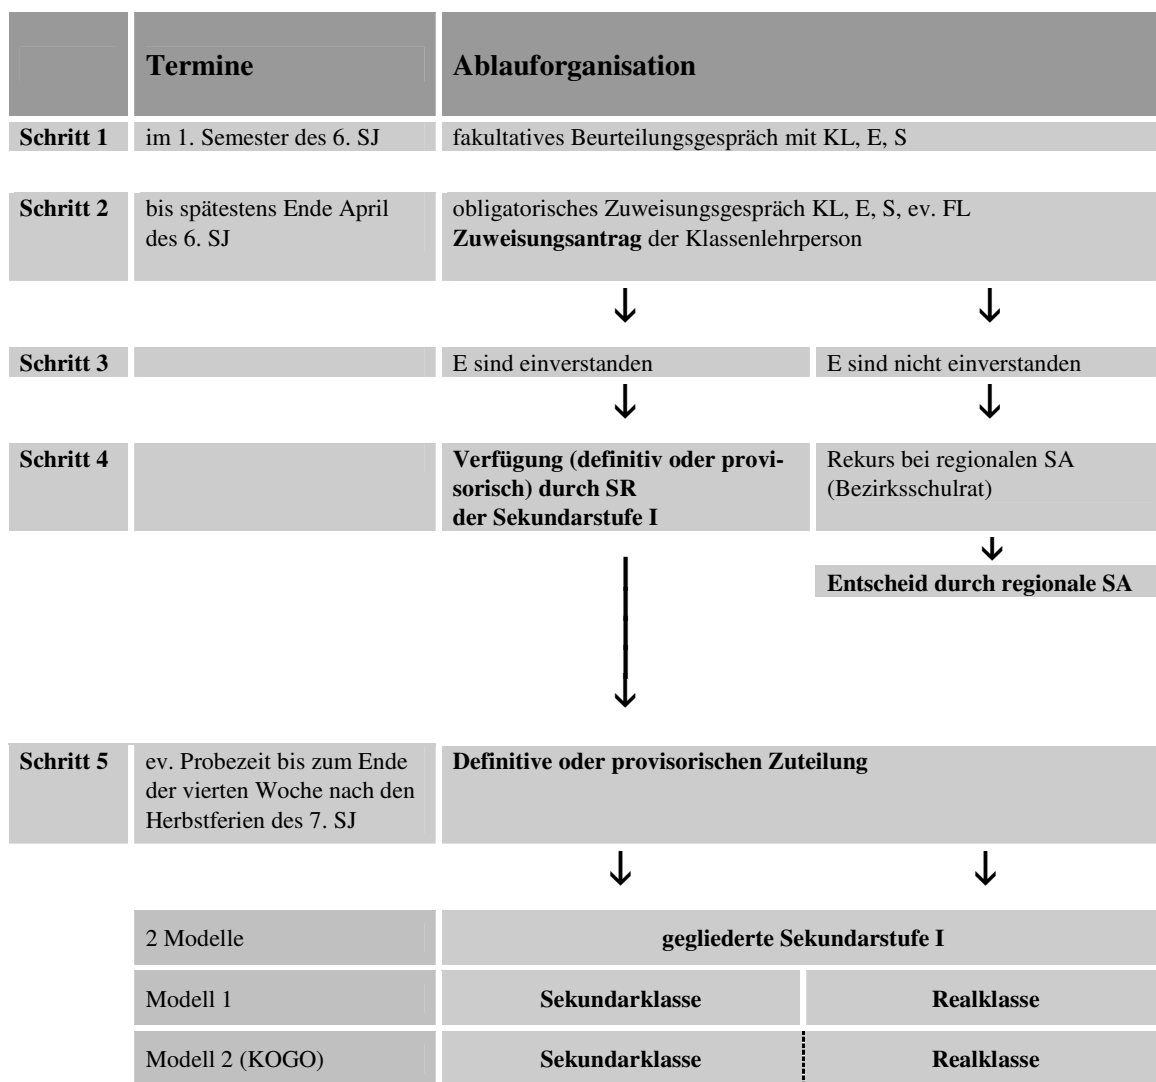 Termine
Ablauforganisation
Schritt 1
im 1. Semester des 6. SJ
fakultatives Beurteilungsgespräch mit KL, E, S
Schritt 2
bis spätestens Ende April
des 6. SJ
obligatorisches Zuweisungsgespräch KL, E, S, ev. FL
Zuweisungsantrag der Klassenlehrperson
Schritt 3
E sind einverstanden
E sind nicht einverstanden
Schritt 4
Verfügung (definitiv oder provi-
sorisch) durch SR
der Sekundarstufe I
Rekurs bei regionalen SA
(Bezirksschulrat)
Entscheid durch regionale SA
Schritt 5
ev. Probezeit bis zum Ende
der vierten Woche nach den
Herbstferien des 7. SJ
Definitive oder provisorischen Zuteilung
2 Modelle
gegliederte Sekundarstufe I
Modell 1
Sekundarklasse
Realklasse
Modell 2 (KOGO)
Sekundarklasse
Realklasse